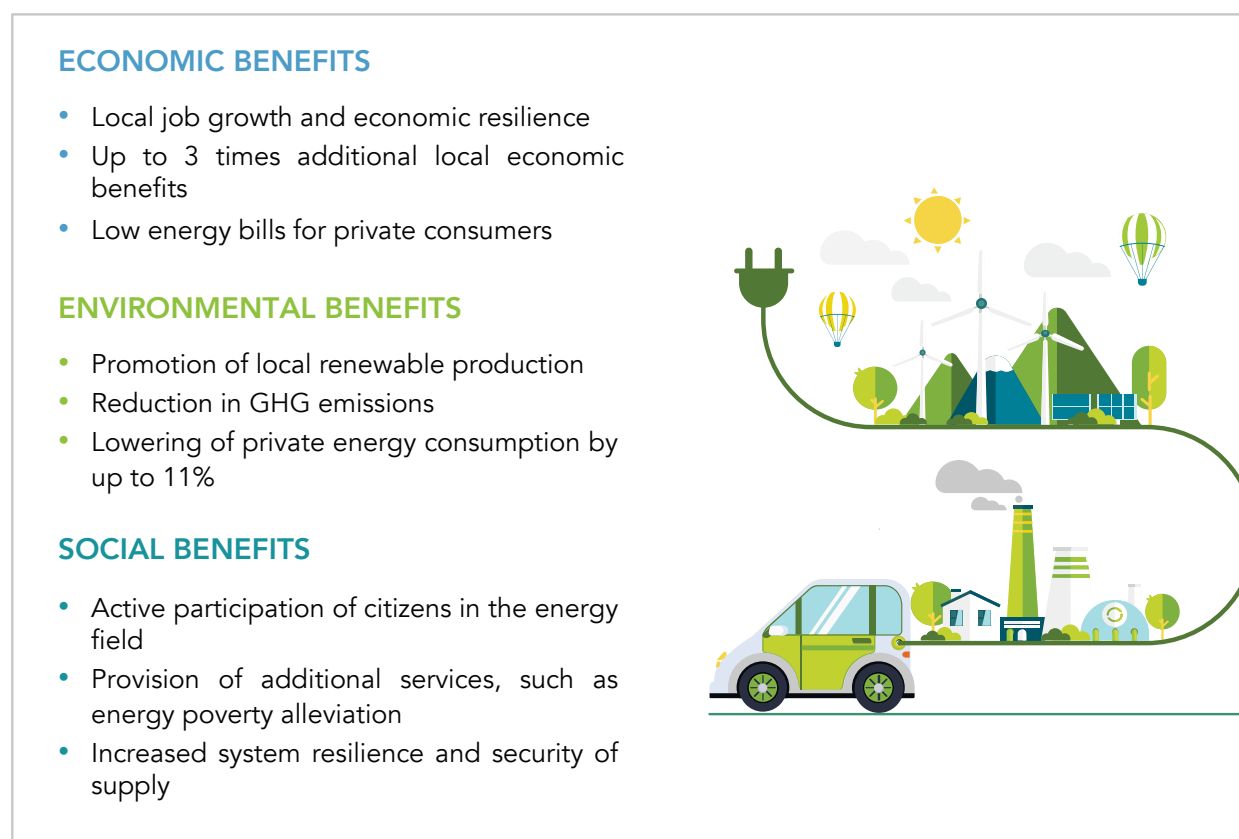 ECONOMIC BENEFITS
• Local job growth and economic resilience
• Up to 3 times additional local economic
benefits
• Low energy bills for private consumers
ENVIRONMENTAL BENEFITS
• Promotion of local renewable production
• Reduction in GHG emissions
• Lowering of private energy consumption by
up to 11%
SOCIAL BENEFITS
• Active participation of citizens in the energy
field
• Provision of additional services, such as
energy poverty alleviation
• Increased system resilience and security of
supply